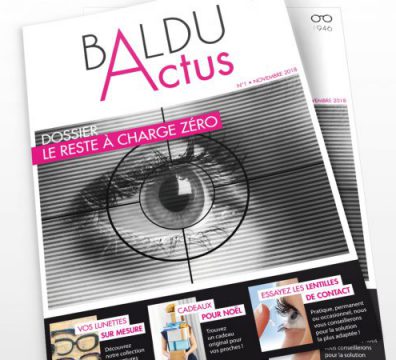 BALDU
Actus
N°1 • NOVEMBRE 2018
DOSSIER
LE RESTE À CHARGE ZÉRO
VOS LUNETTES
SUR MESURE
Découvrez
notre collection
CADEAUX
POUR NOËL
Trouvez
un cadeau
original pour
vos proches !
ESSAYEZ LES LENTILLES
DE CONTACT
Pratique, permanent
ou occasionnel, nous
vous conseillerons
pour la solution
la plus adaptée !
1946
2018
conseillerons
pour la solution